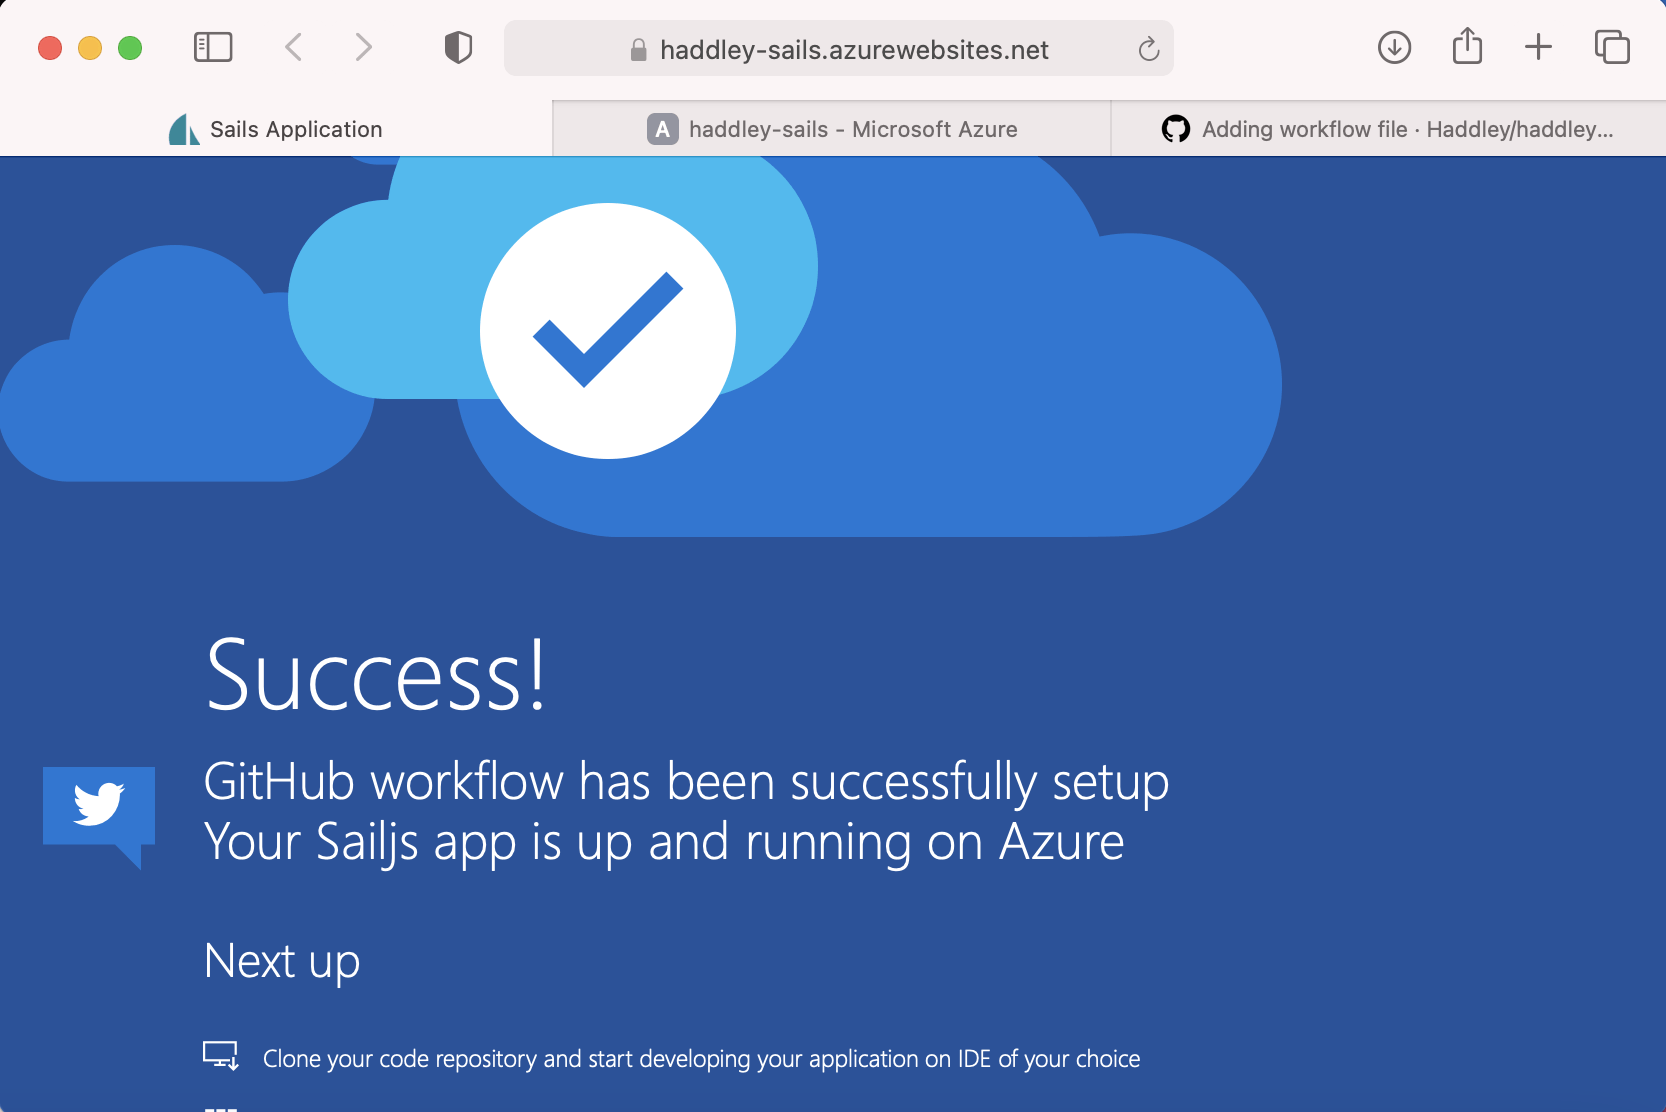 haddley-sails.azurewebsites.net
Sails Application
A haddley-sails - Microsoft Azure
Adding workflow file · Haddley/haddley...
Success!
GitHub workflow has been successfully setup
Your Sailjs app is up and running on Azure
Next up
Clone your code repository and start developing your application on IDE of your choice